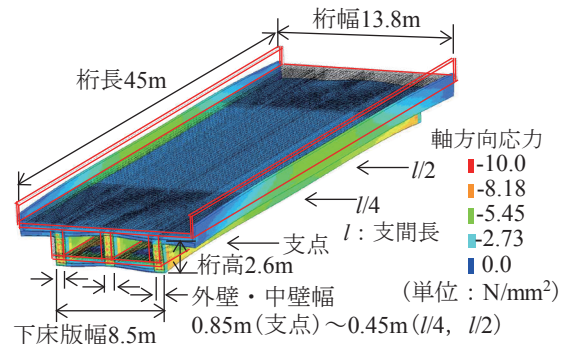 桁幅13.8m
桁長45m
軸方向応力
-10.0
-8.18
-5.45
-2.73
0.0
(単位：N/mm²)
l/2
l/4
l：支間長
支点
桁高2.6m
外壁・中壁幅
0.85m(支点)～0.45m(l/4, l/2)
下床版幅8.5m